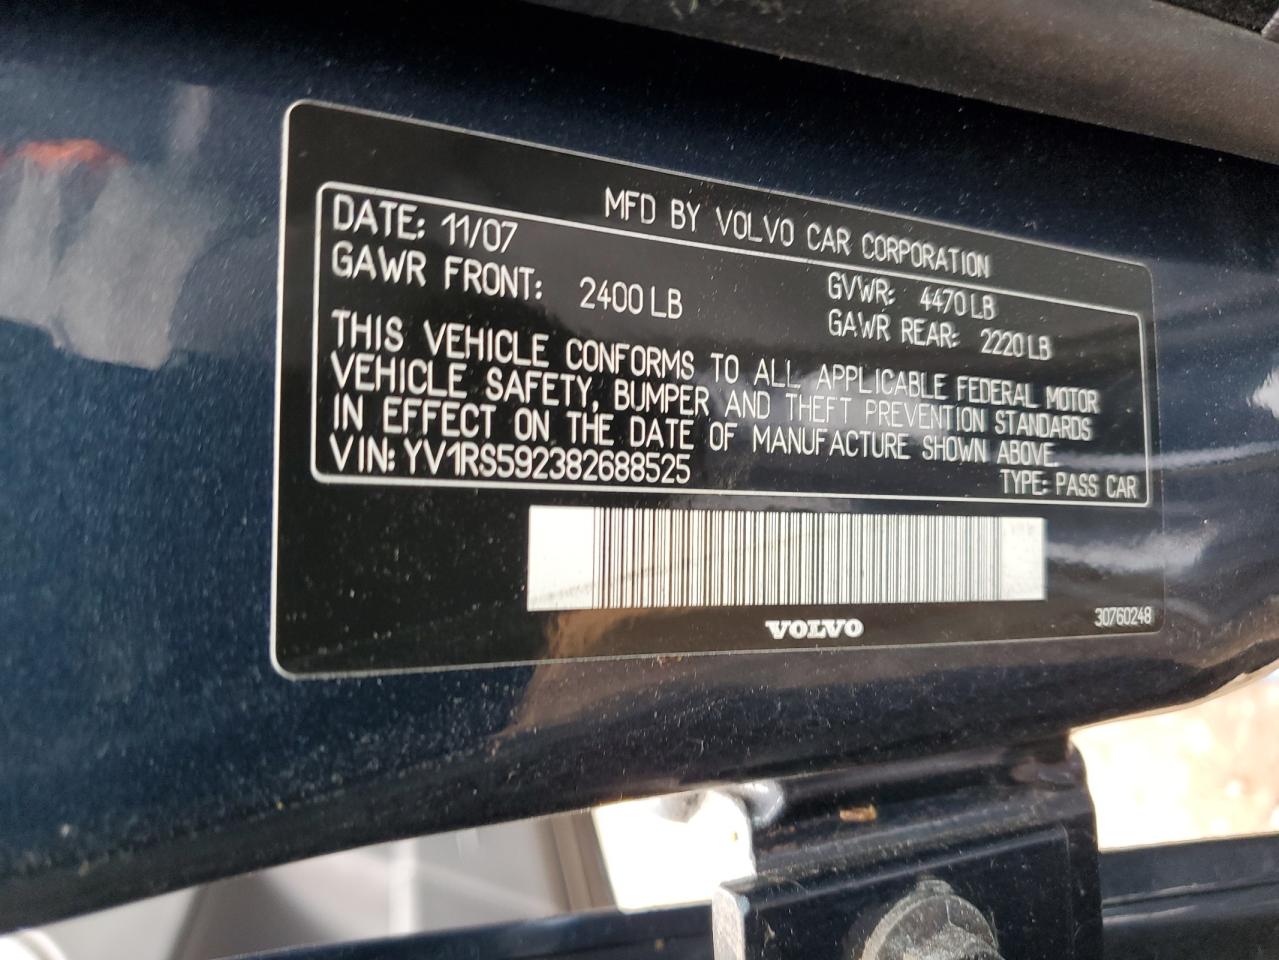 MFD BY VOLVO CAR CORPORATION
DATE: 11/07
GVWR: 4470 LB
GAWR FRONT: 2400 LB
GAWR REAR: 2220 LB
THIS VEHICLE CONFORMS TO ALL APPLICABLE FEDERAL MOTOR
VEHICLE SAFETY, BUMPER AND THEFT PREVENTION STANDARDS
IN EFFECT ON THE DATE OF MANUFACTURE SHOWN ABOVE.
VIN: YV1RS592382688525
TYPE: PASS CAR
VOLVO
30760248